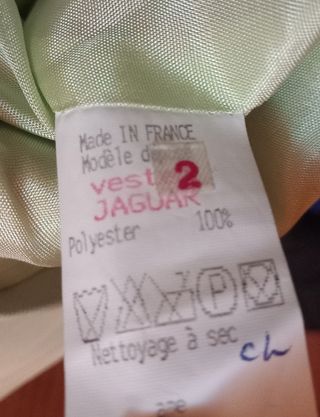 Made IN FRANCE
Modèle d
vest 2
JAGUAR
Polyester 100%
P
Nettoyage à sec
ch